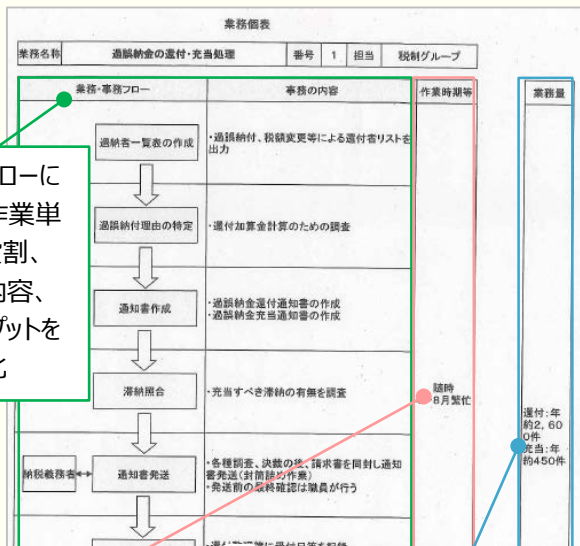 業務個表
業務名称 過誤納金の還付・充当処理 番号 1 担当 税制グループ
業務・事務フロー 事務の内容 作業時期等 業務量
過納者一覧表の作成
・過誤納付、税額変更等による還付者リストを
出力
ローに
作業単
割、
内容、
プットを
過誤納付理由の特定
・還付加算金計算のための調査
通知書作成
・過誤納金還付通知書の作成
・過誤納金充当通知書の作成
滞納照合
・充当すべき滞納の有無を調査
随時
8月繁忙
還付:年
約2,60
0件
充当:年
約450件
納税義務者
通知書発送
・各種調査、決裁の後、請求書を同封し通知
書発送(封筒詰め作業)
・発送前の最終確認は職員が行う